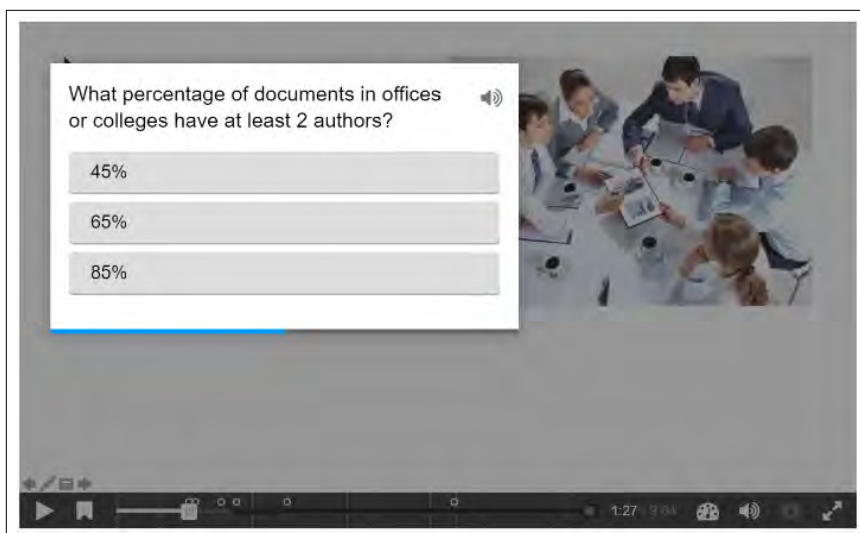 What percentage of documents in offices
or colleges have at least 2 authors?
45%
65%
85%
1:27